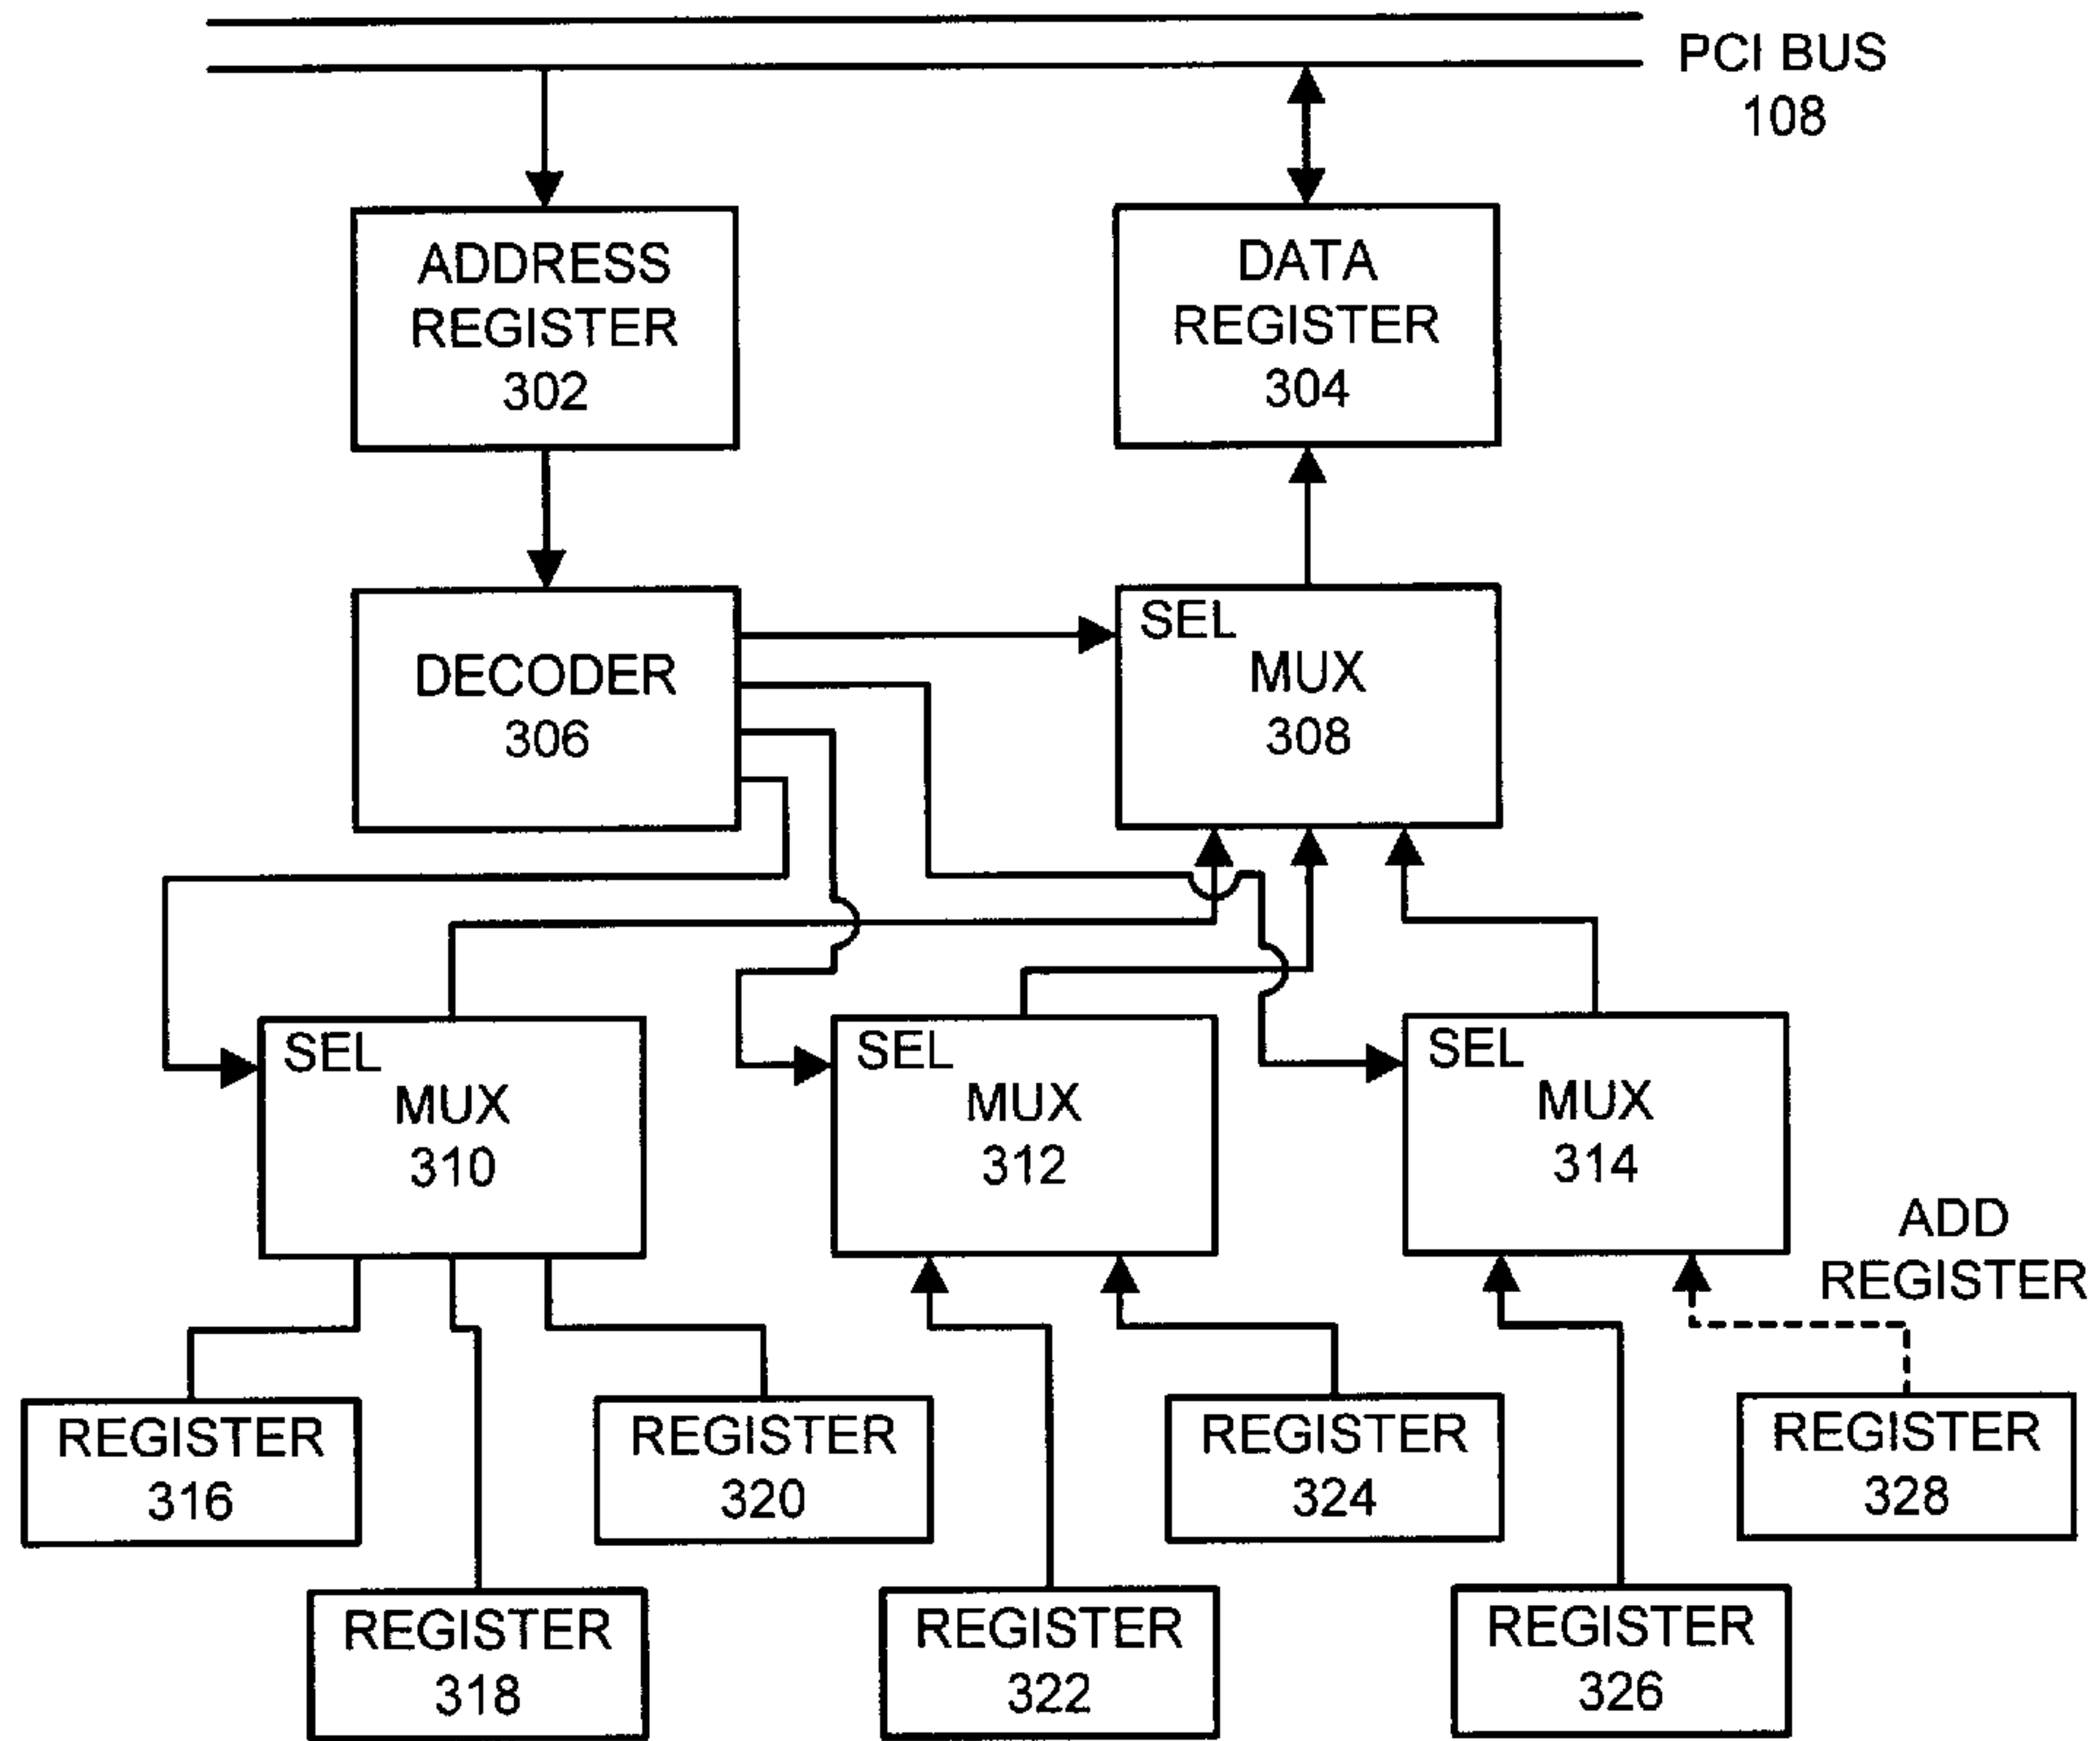 PCI BUS
108
ADDRESS
REGISTER
302
DATA
REGISTER
304
DECODER
306
SEL
MUX
308
SEL
MUX
310
SEL
MUX
312
SEL
MUX
314
ADD
REGISTER
REGISTER
316
REGISTER
320
REGISTER
324
REGISTER
328
REGISTER
318
REGISTER
322
REGISTER
326